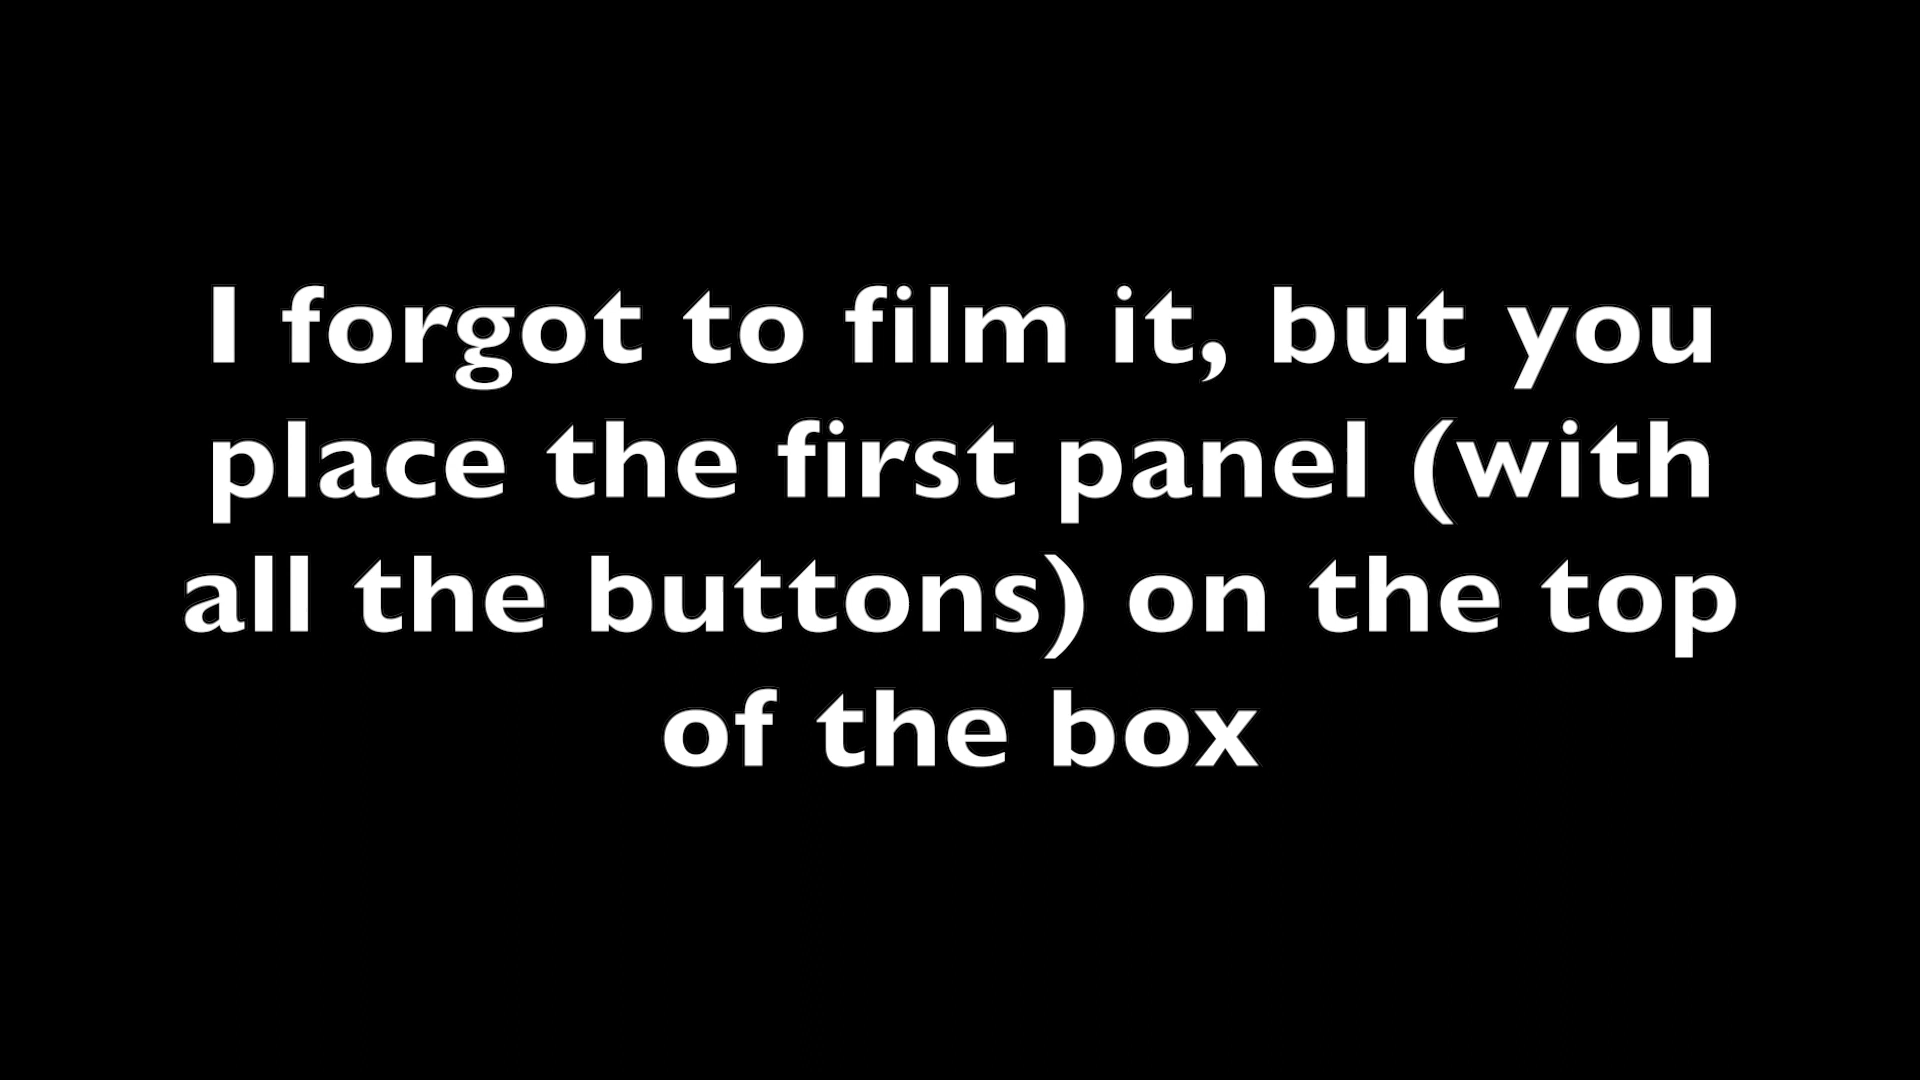 I forgot to film it, but you
place the first panel (with
all the buttons) on the top
of the box